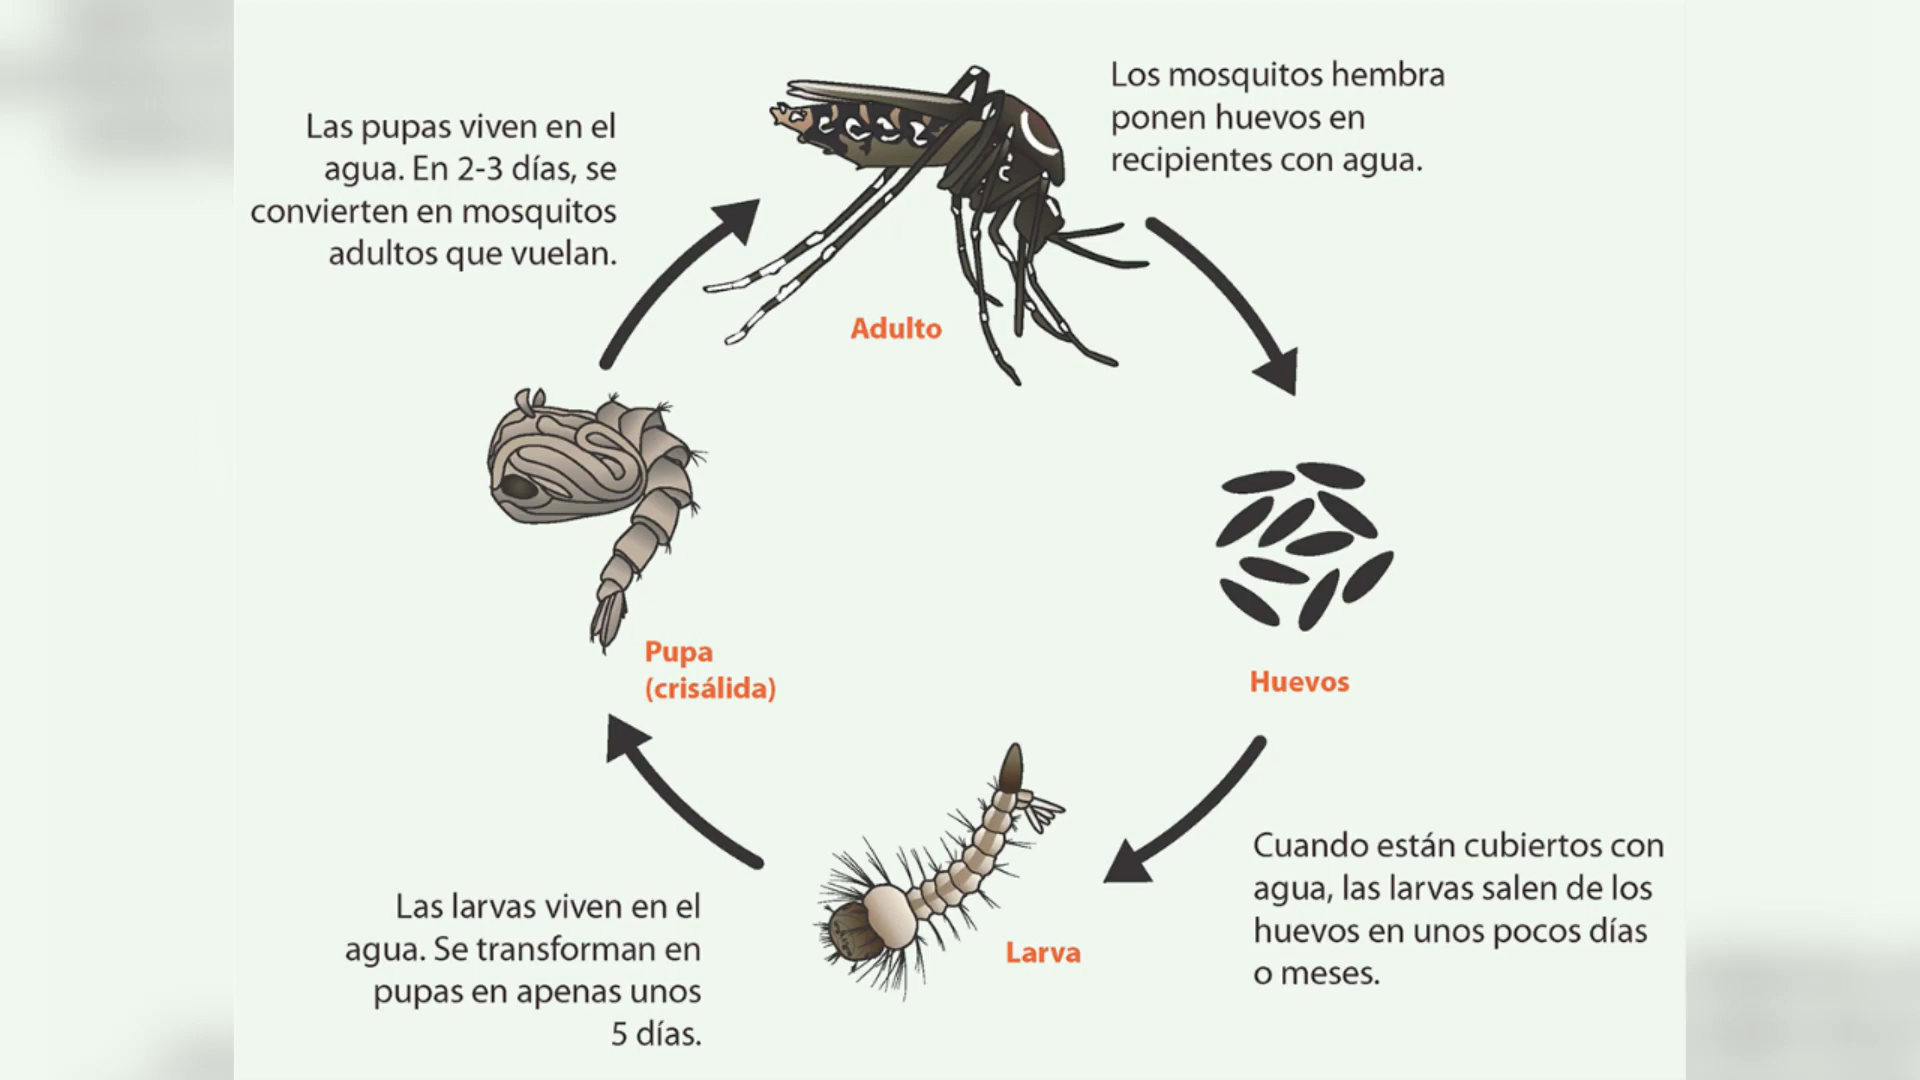 Los mosquitos hembra
ponen huevos en
recipientes con agua.
Las pupas viven en el
agua. En 2-3 días, se
convierten en mosquitos
adultos que vuelan.
Adulto
Pupa
(crisálida)
Huevos
Cuando están cubiertos con
agua, las larvas salen de los
huevos en unos pocos días
o meses.
Las larvas viven en el
agua. Se transforman en
pupas en apenas unos
5 días.
Larva